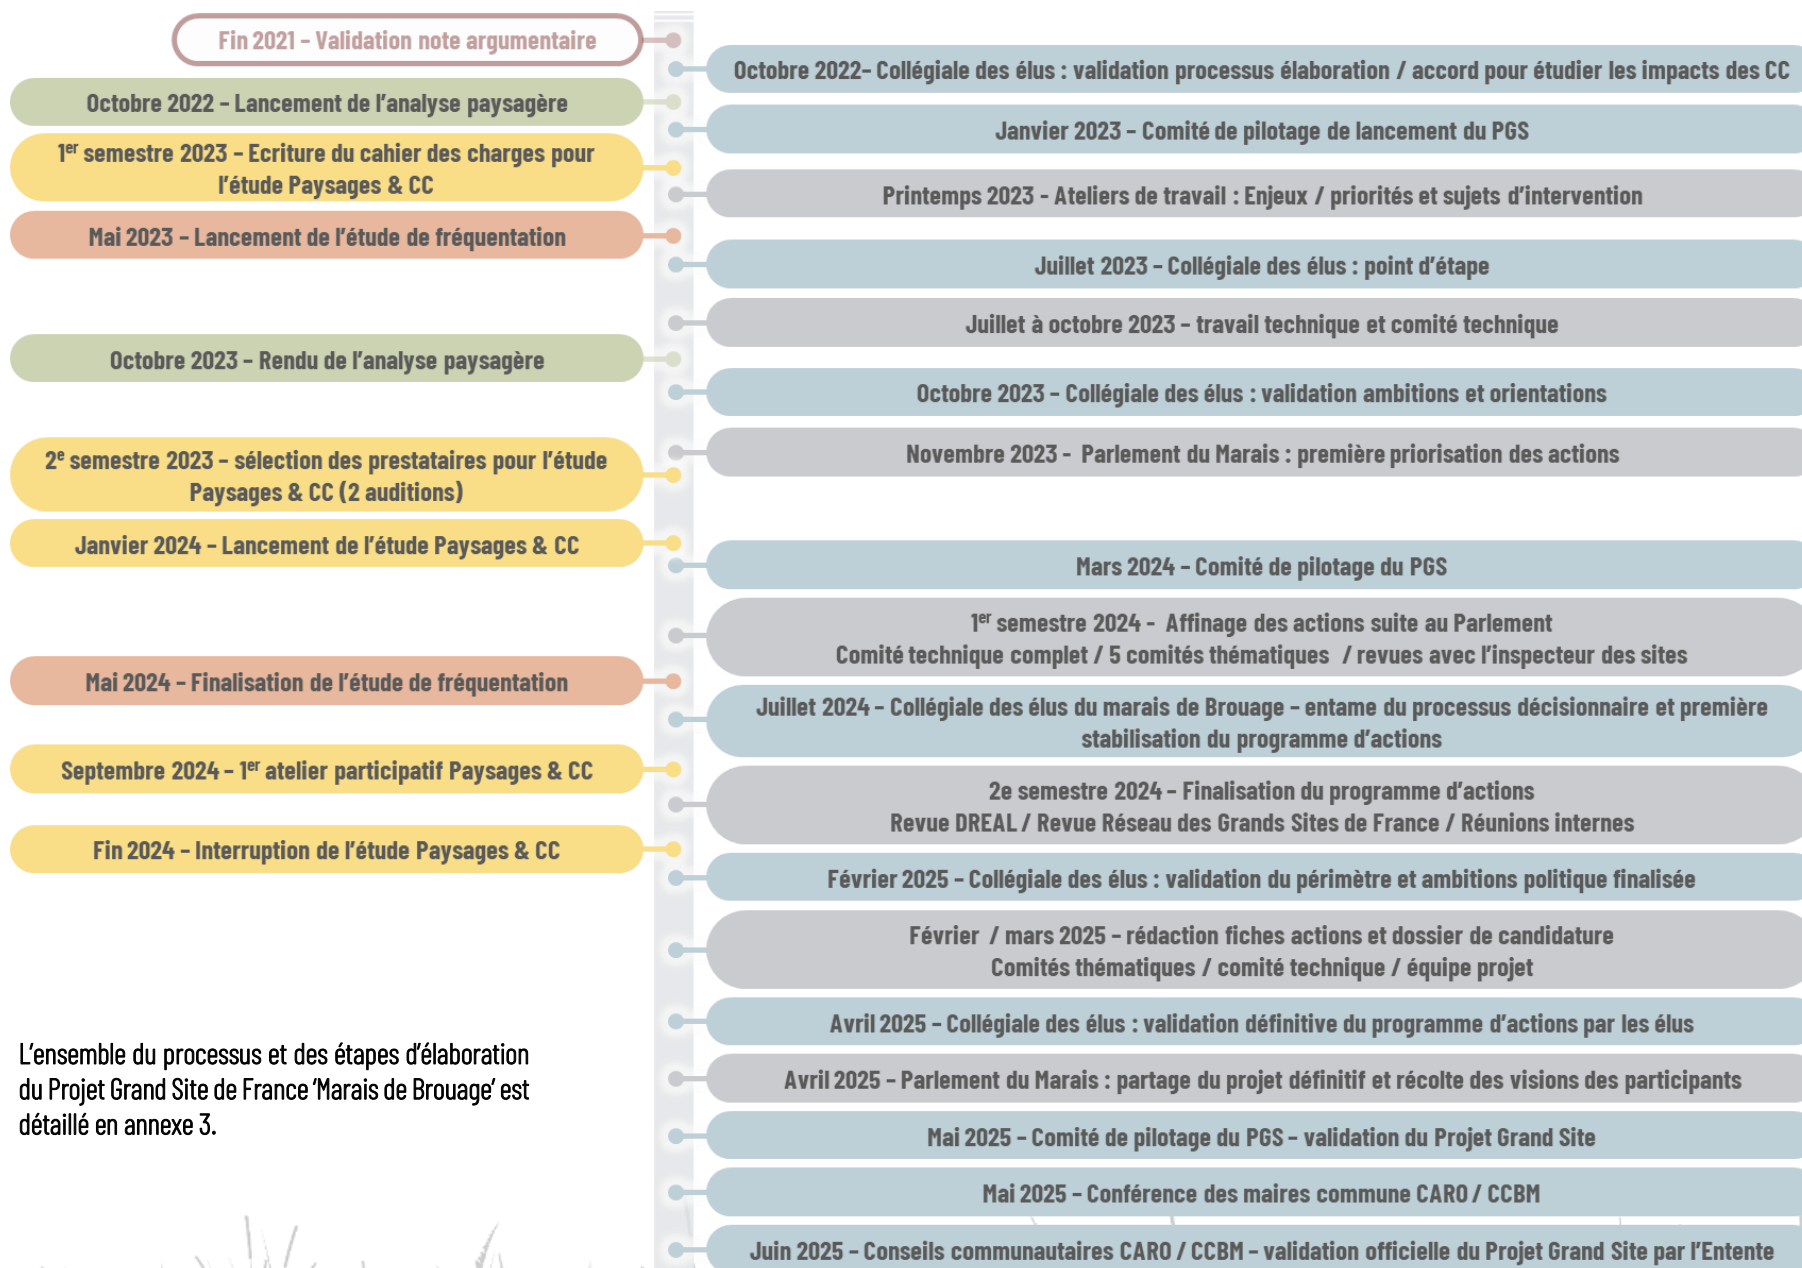 Fin 2021 – Validation note argumentaire
Octobre 2022– Collégiale des élus : validation processus élaboration / accord pour étudier les impacts des CC
Octobre 2022 – Lancement de l’analyse paysagère
Janvier 2023 – Comité de pilotage de lancement du PGS
1er semestre 2023 – Ecriture du cahier des charges pour
l’étude Paysages & CC
Printemps 2023 - Ateliers de travail : Enjeux / priorités et sujets d’intervention
Mai 2023 – Lancement de l’étude de fréquentation
Juillet 2023 – Collégiale des élus : point d’étape
Juillet à octobre 2023 – travail technique et comité technique
Octobre 2023 – Rendu de l’analyse paysagère
Octobre 2023 – Collégiale des élus : validation ambitions et orientations
Novembre 2023 - Parlement du Marais : première priorisation des actions
2e semestre 2023 – sélection des prestataires pour l’étude
Paysages & CC (2 auditions)
Janvier 2024 – Lancement de l’étude Paysages & CC
Mars 2024 – Comité de pilotage du PGS
1er semestre 2024 - Affinage des actions suite au Parlement
Comité technique complet / 5 comités thématiques / revues avec l’inspecteur des sites
Mai 2024 – Finalisation de l’étude de fréquentation
Juillet 2024 – Collégiale des élus du marais de Brouage – entame du processus décisionnaire et première
stabilisation du programme d’actions
Septembre 2024 – 1er atelier participatif Paysages & CC
2e semestre 2024 – Finalisation du programme d’actions
Revue DREAL / Revue Réseau des Grands Sites de France / Réunions internes
Fin 2024 – Interruption de l’étude Paysages & CC
Février 2025 – Collégiale des élus : validation du périmètre et ambitions politique finalisée
Février / mars 2025 – rédaction fiches actions et dossier de candidature
Comités thématiques / comité technique / équipe projet
Avril 2025 – Collégiale des élus : validation définitive du programme d’actions par les élus
L’ensemble du processus et des étapes d’élaboration
du Projet Grand Site de France ‘Marais de Brouage’ est
détaillé en annexe 3.
Avril 2025 – Parlement du Marais : partage du projet définitif et récolte des visions des participants
Mai 2025 – Comité de pilotage du PGS – validation du Projet Grand Site
Mai 2025 – Conférence des maires commune CARO / CCBM
Juin 2025 – Conseils communautaires CARO / CCBM – validation officielle du Projet Grand Site par l’Entente